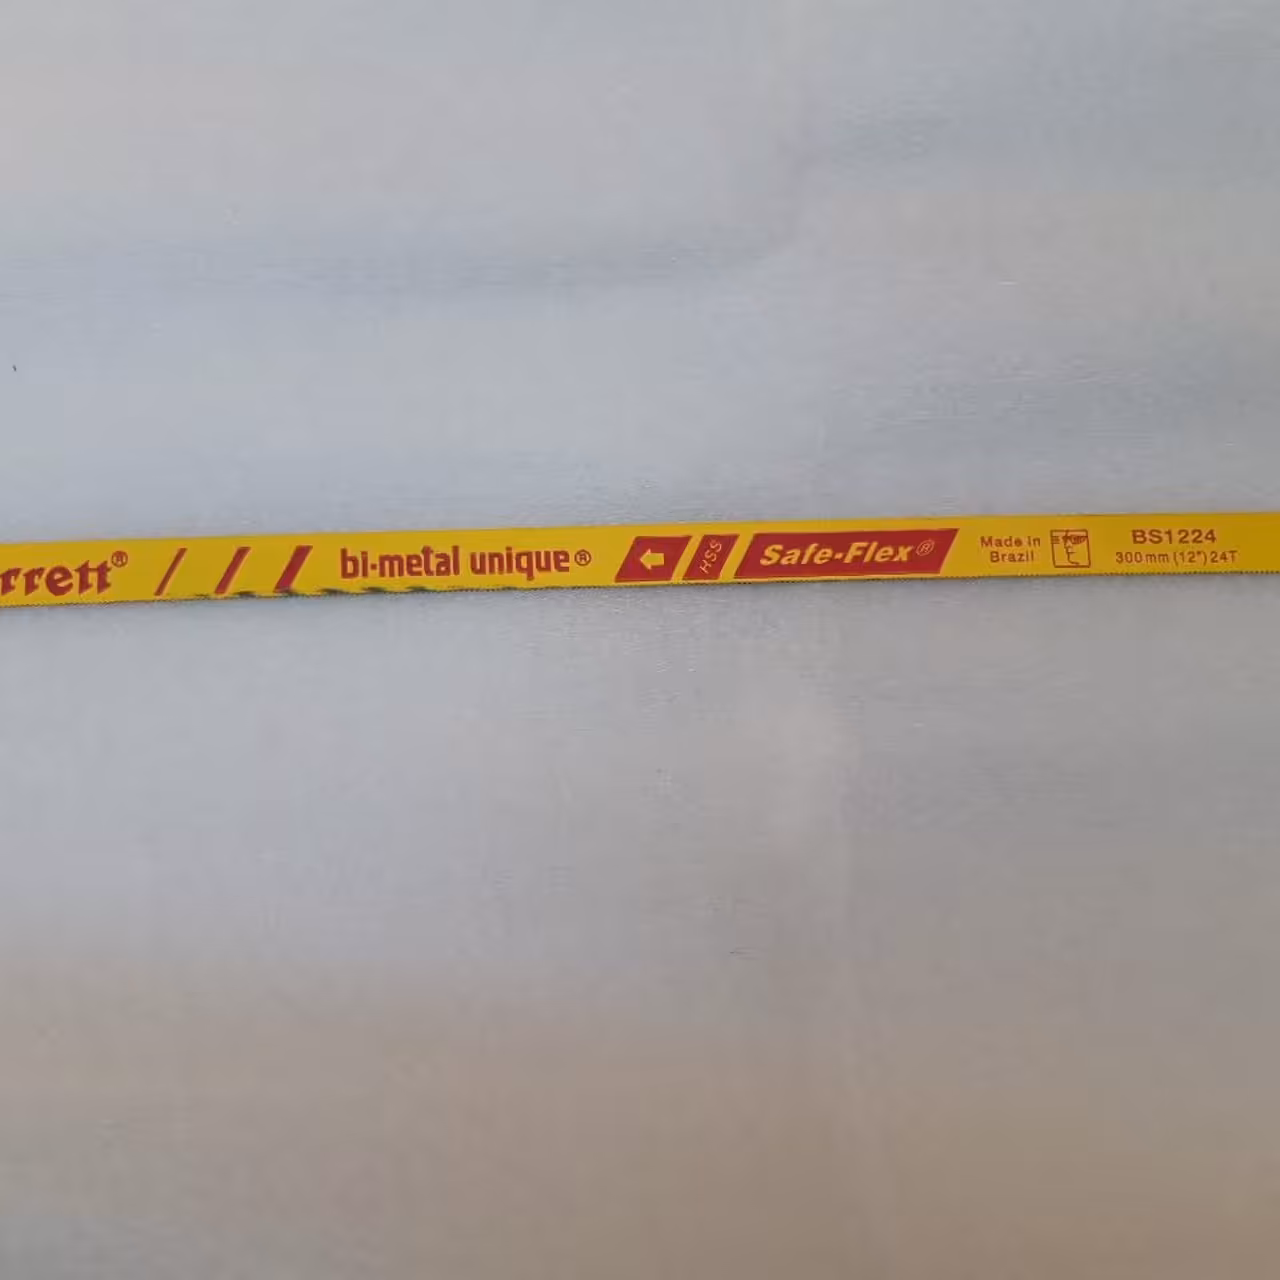 rrett®
bi-metal unique®
HSS
Safe-Flex®
Made in
Brazil
BS1224
300mm (12") 24T